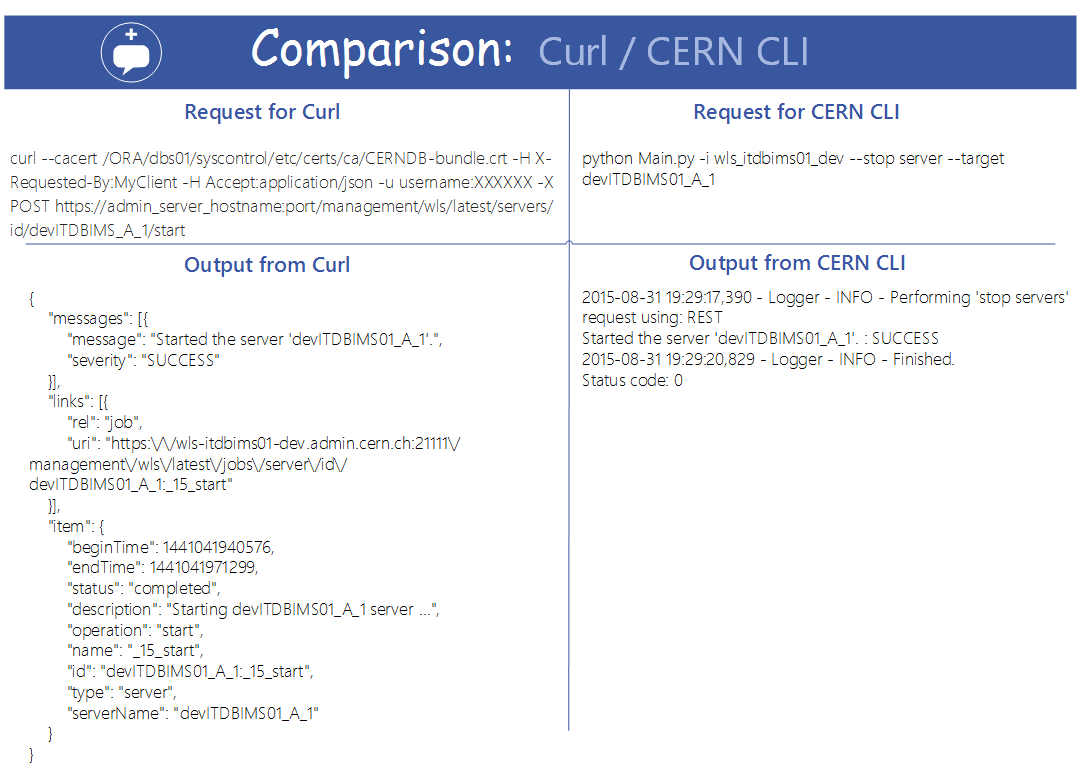 Comparison: Curl / CERN CLI
Request for Curl
curl --cacert /ORA/dbs01/syscontrol/etc/certs/ca/CERNDB-bundle.crt -H X-
Requested-By:MyClient -H Accept:application/json -u username:XXXXXX -X
POST https://admin_server_hostname:port/management/wls/latest/servers/
id/devITDBIMS_A_1/start
Request for CERN CLI
python Main.py -i wls_itdbims01_dev --stop server --target
devITDBIMS01_A_1
Output from Curl
{
"messages": [{
"message": "Started the server 'devITDBIMS01_A_1'.",
"severity": "SUCCESS"
}],
"links": [{
"rel": "job",
"uri": "https:\/\/wls-itdbims01-dev.admin.cern.ch:21111\/
management\/wls\/latest\/jobs\/server\/id\/
devITDBIMS01_A_1:_15_start"
}],
"item": {
"beginTime": 1441041940576,
"endTime": 1441041971299,
"status": "completed",
"description": "Starting devITDBIMS01_A_1 server ...",
"operation": "start",
"name": "_15_start",
"id": "devITDBIMS01_A_1:_15_start",
"type": "server",
"serverName": "devITDBIMS01_A_1"
}
}
Output from CERN CLI
2015-08-31 19:29:17,390 - Logger - INFO - Performing 'stop servers'
request using: REST
Started the server 'devITDBIMS01_A_1'. : SUCCESS
2015-08-31 19:29:20,829 - Logger - INFO - Finished.
Status code: 0